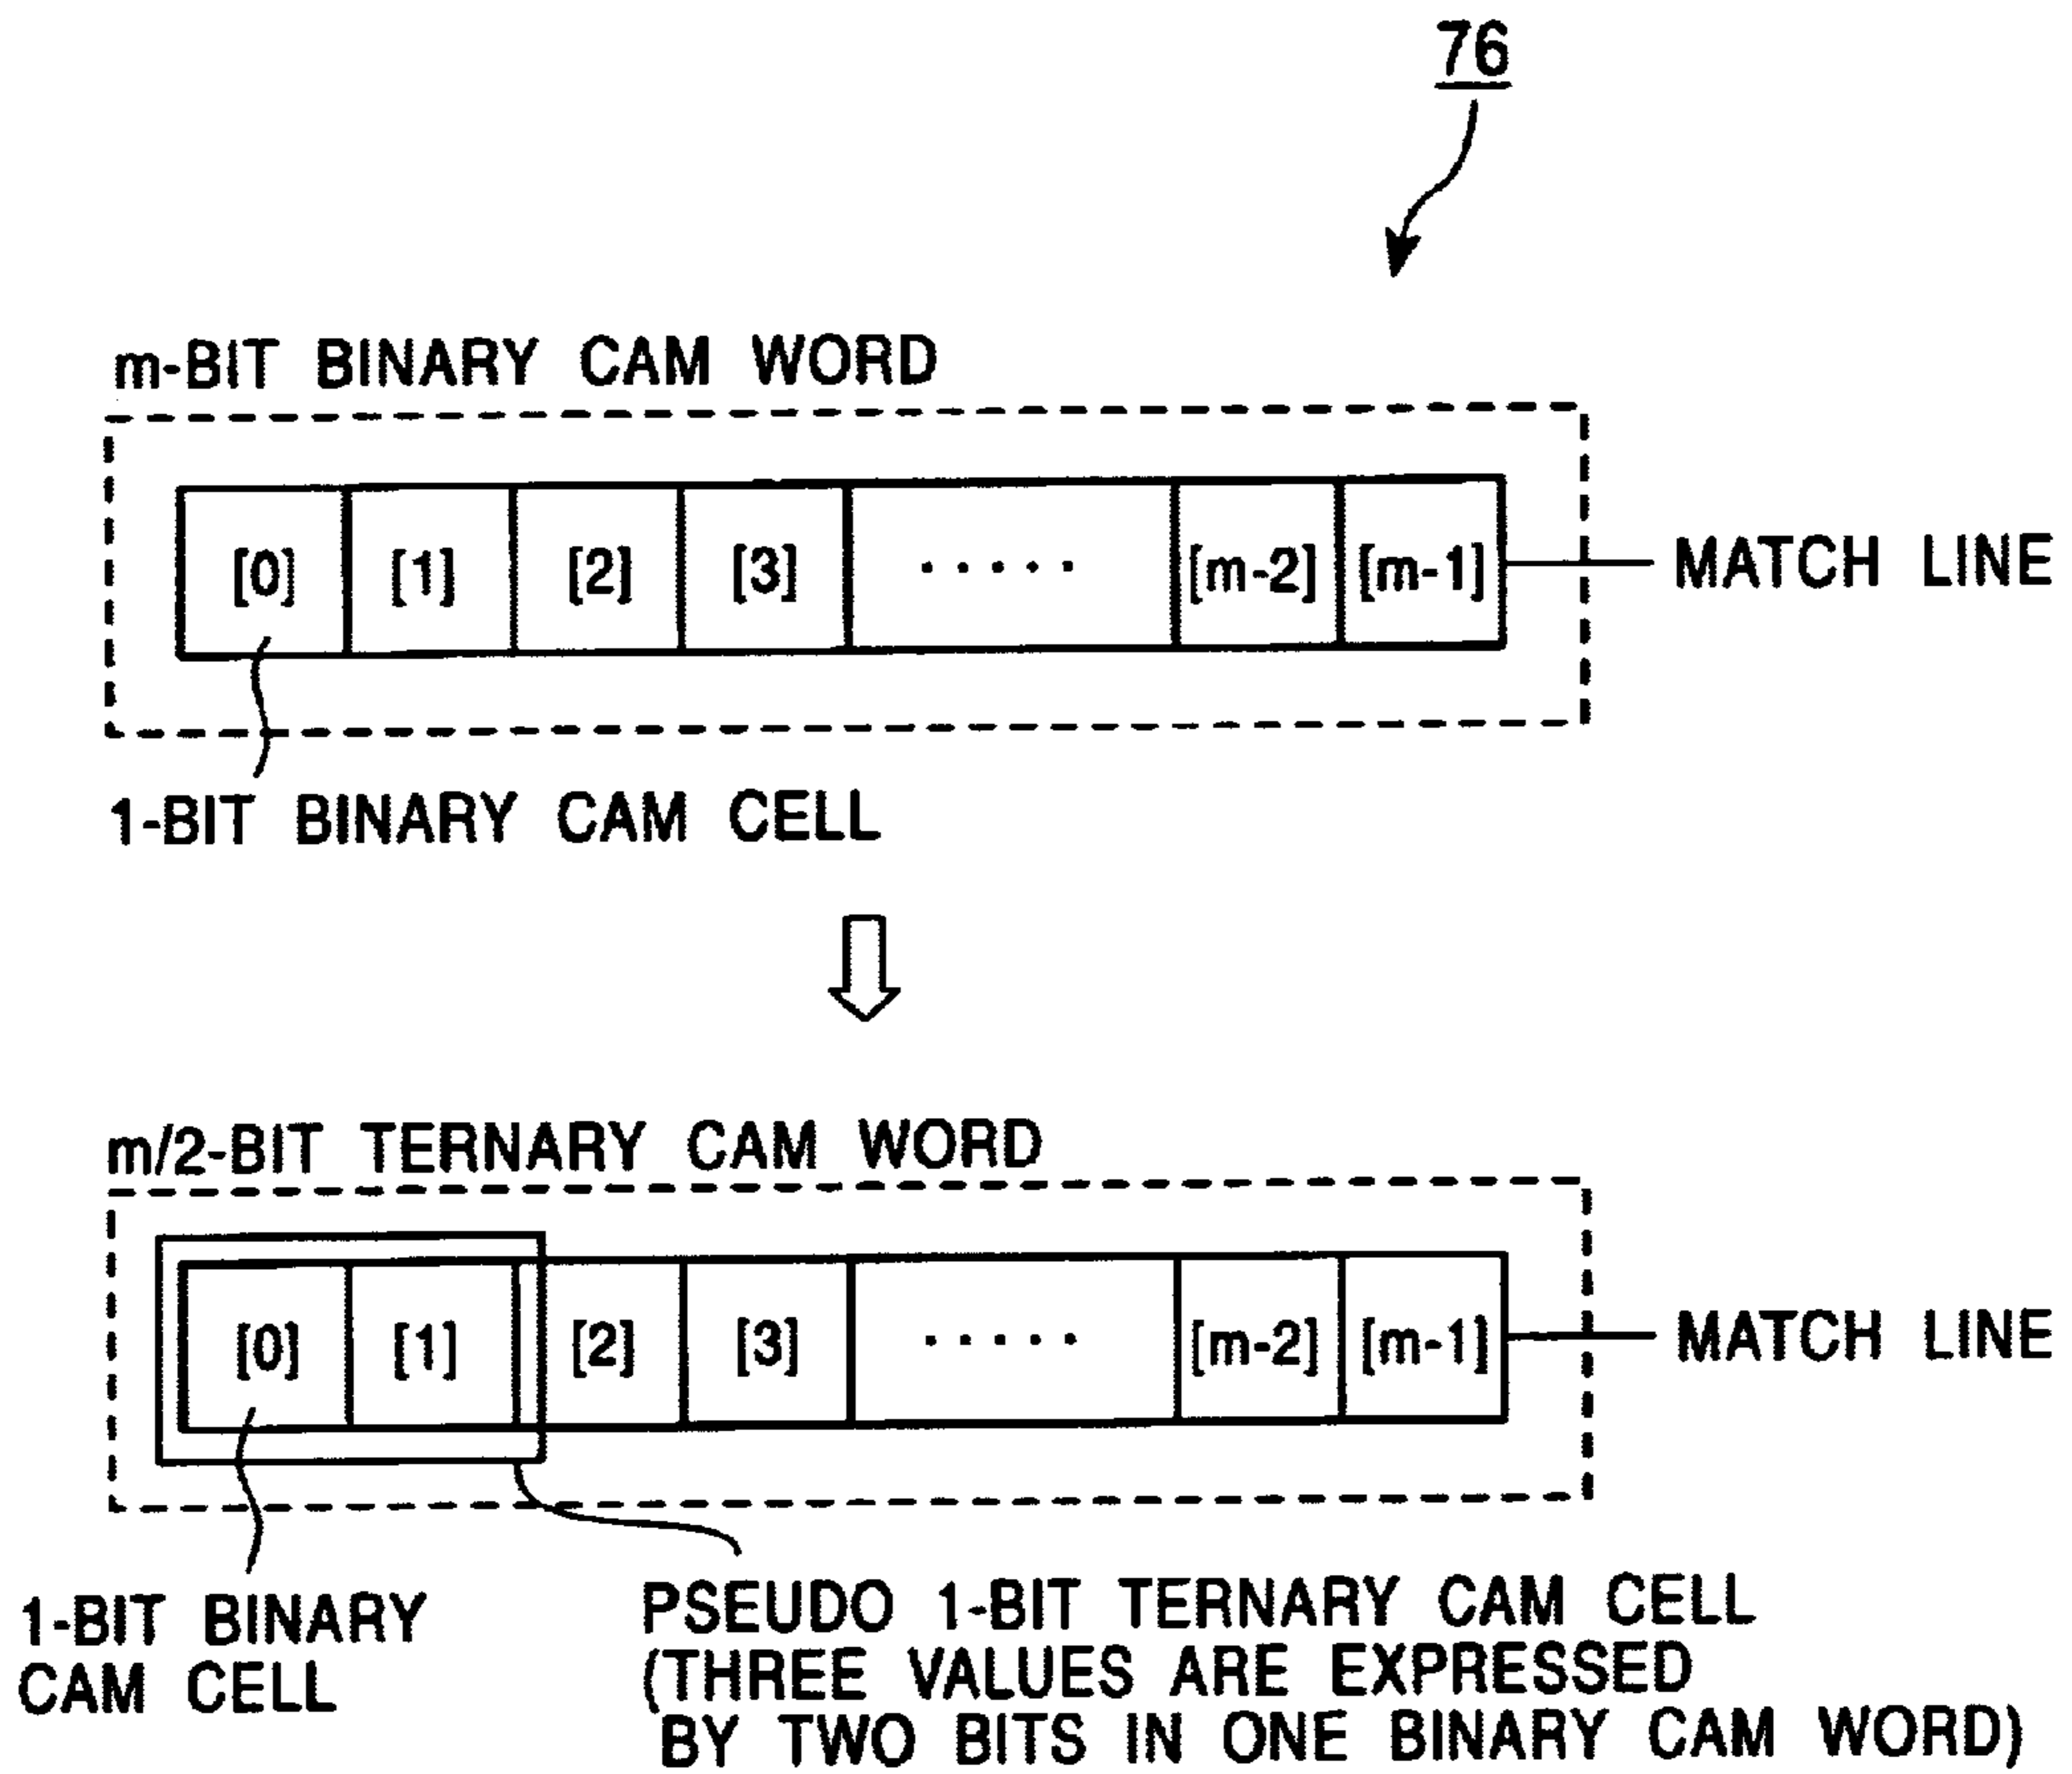 76
m-BIT BINARY CAM WORD
[0] [1] [2] [3] ..... [m-2] [m-1] MATCH LINE
1-BIT BINARY CAM CELL
m/2-BIT TERNARY CAM WORD
[0] [1] [2] [3] ..... [m-2] [m-1] MATCH LINE
1-BIT BINARY
CAM CELL
PSEUDO 1-BIT TERNARY CAM CELL
(THREE VALUES ARE EXPRESSED
BY TWO BITS IN ONE BINARY CAM WORD)